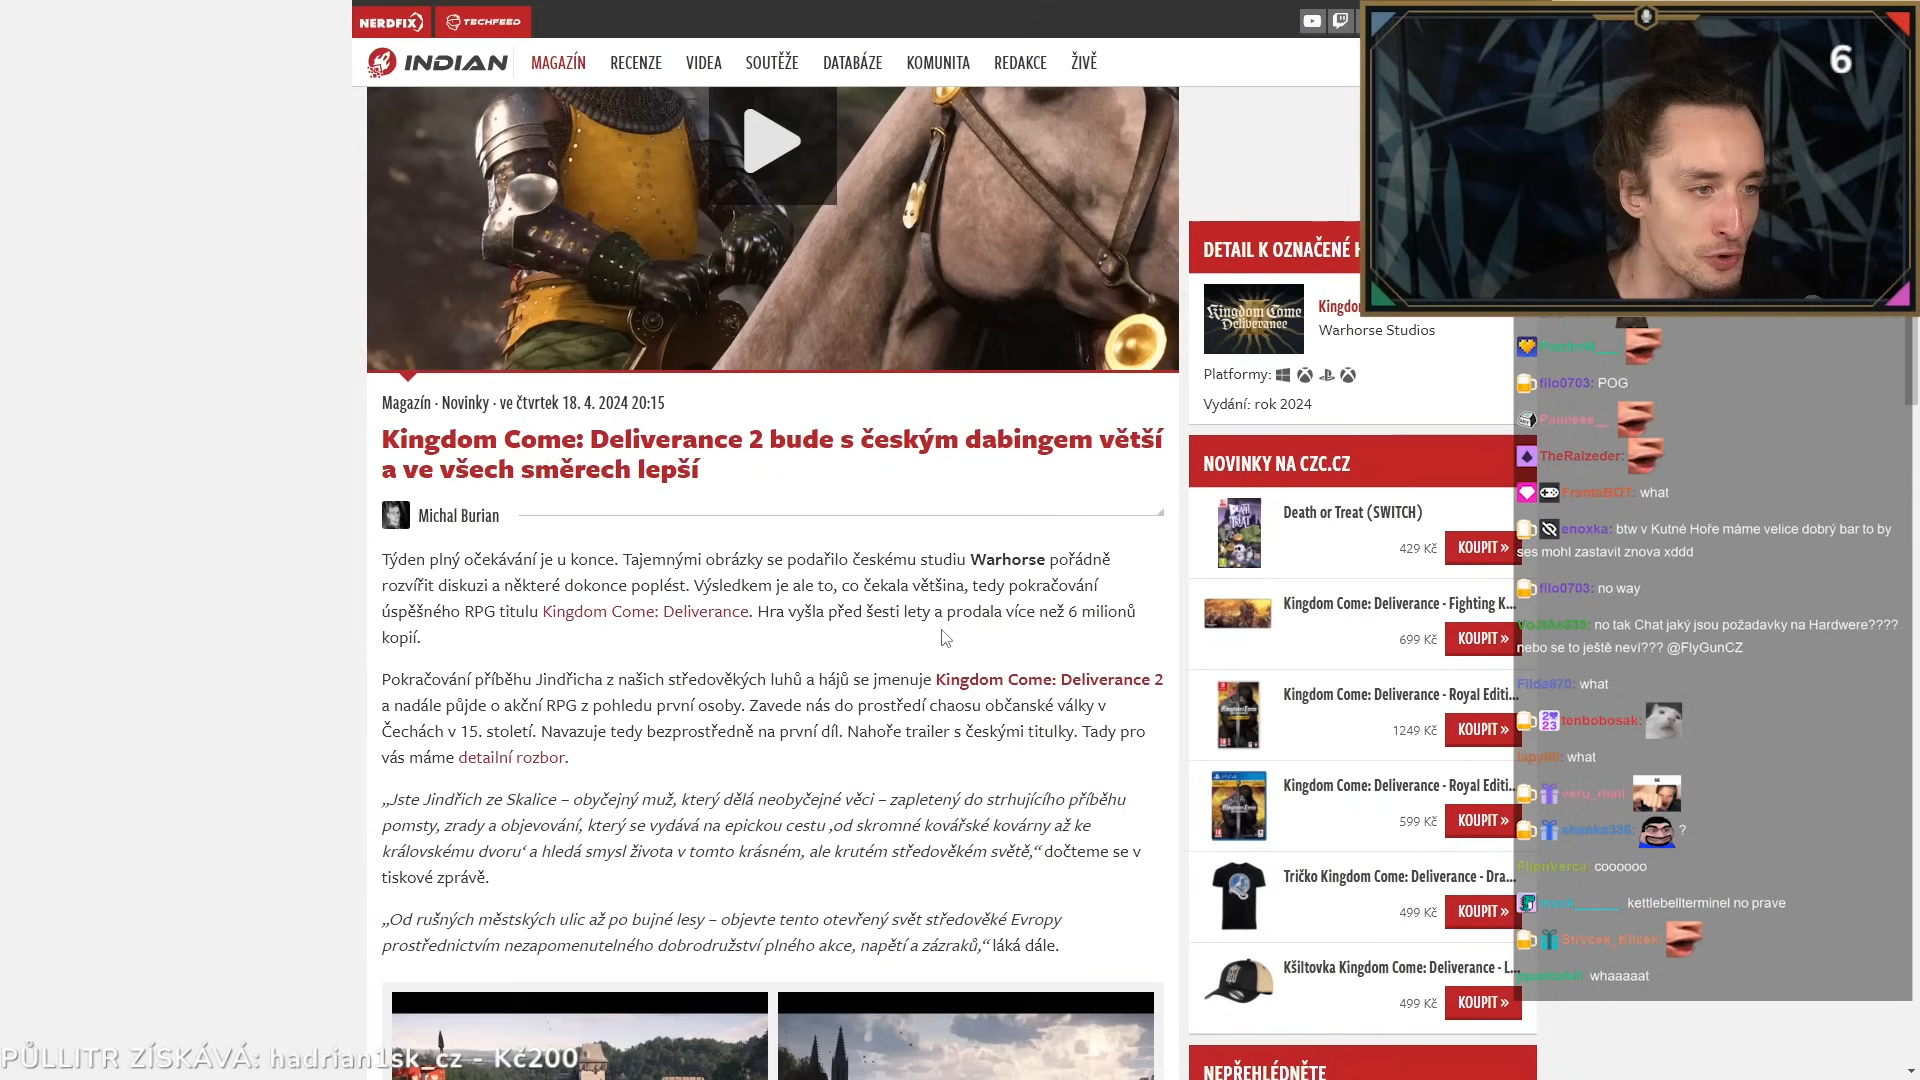 NERDFIX
TECHFEED
INDIAN
MAGAZÍN RECENZE VIDEA SOUTĚŽE DATABÁZE KOMUNITA REDAKCE ŽIVĚ
6
Magazín · Novinky · ve čtvrtek 18. 4. 2024 20:15
Kingdom Come: Deliverance 2 bude s českým dabingem větší
a ve všech směrech lepší
Michal Burian
Týden plný očekávání je u konce. Tajemnými obrázky se podařilo českému studiu Warhorse pořádně
rozvířit diskuzi a některé dokonce poplést. Výsledkem je ale to, co čekala většina, tedy pokračování
úspěšného RPG titulu Kingdom Come: Deliverance. Hra vyšla před šesti lety a prodala více než 6 milionů
kopií.
Pokračování příběhu Jindřicha z našich středověkých luhů a hájů se jmenuje Kingdom Come: Deliverance 2
a nadále půjde o akční RPG z pohledu první osoby. Zavede nás do prostředí chaosu občanské války v
Čechách v 15. století. Navazuje tedy bezprostředně na první díl. Nahoře trailer s českými titulky. Tady pro
vás máme detailní rozbor.
„Jste Jindřich ze Skalice – obyčejný muž, který dělá neobyčejné věci – zapletený do strhujícího příběhu
pomsty, zrady a objevování, který se vydává na epickou cestu ‚od skromné kovářské kovárny až ke
královskému dvoru‘ a hledá smysl života v tomto krásném, ale krutém středověkém světě,“ dočteme se v
tiskové zprávě.
„Od rušných městských ulic až po bujné lesy – objevte tento otevřený svět středověké Evropy
prostřednictvím nezapomenutelného dobrodružství plného akce, napětí a zázraků,“ láká dále.
PŮLLITR ZÍSKÁVÁ: hadrian1sk_cz - Kč200
DETAIL K OZNAČENÉ H
Kingdom Come
Deliverance
Kingdo
Warhorse Studios
Platformy:
Vydání: rok 2024
NOVINKY NA CZC.CZ
Death or Treat (SWITCH)
429 Kč KOUPIT »
Kingdom Come: Deliverance - Fighting K...
699 Kč KOUPIT »
Kingdom Come: Deliverance - Royal Editi...
1249 Kč KOUPIT »
Kingdom Come: Deliverance - Royal Editi...
599 Kč KOUPIT »
Tričko Kingdom Come: Deliverance - Dra...
499 Kč KOUPIT »
Kšiltovka Kingdom Come: Deliverance - L...
499 Kč KOUPIT »
NEPŘEHLÉDNĚTE
filo0703: POG
Pauneee__
TheRaizeder:
FrantaBOT: what
enoxka: btw v Kutné Hoře máme velice dobrý bar to by
ses mohl zastavit znova xddd
filo0703: no way
no tak Chat jaký jsou požadavky na Hardwere????
nebo se to ještě neví??? @FlyGunCZ
Filda670: what
tenbobosak:
lapy69: what
shanks336: ?
FlipnVerca: coooooo
kettlebellterminel no prave
Strycek_Klicek:
whaaaaat